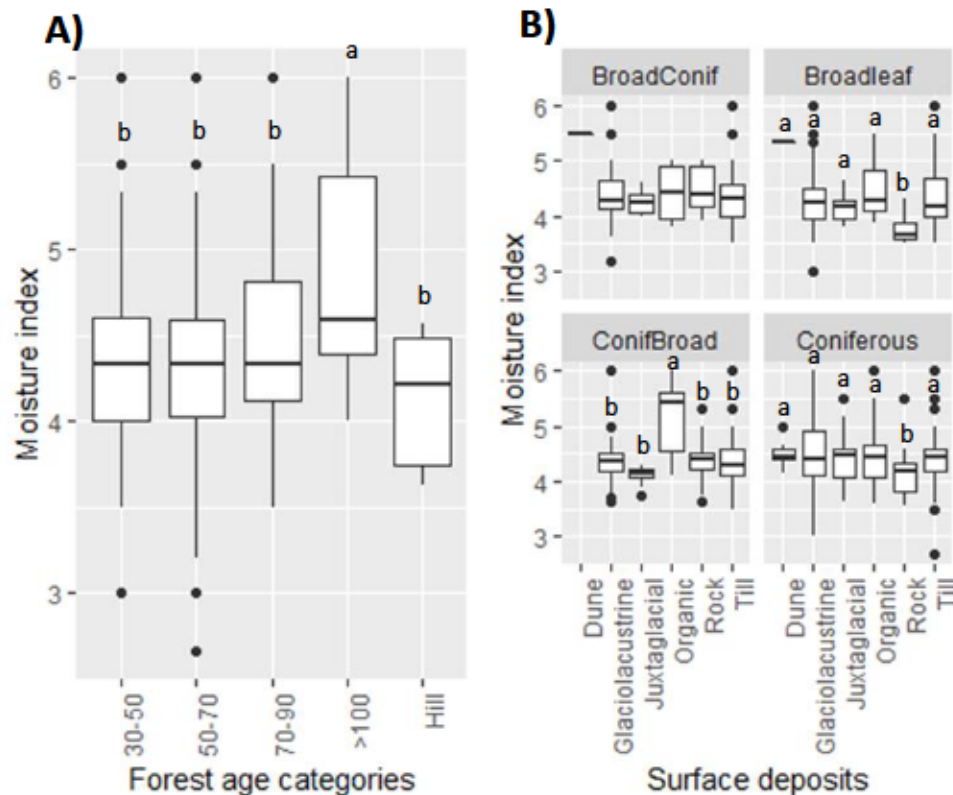 A)
Moisture index
6
5
4
3
b
b
b
a
b
30-50
50-70
70-90
>100
Hill
Forest age categories
B)
Moisture index
BroadConif
Broadleaf
6
5
4
3
a
a
a
a
b
a
ConifBroad
Coniferous
6
5
4
3
b
b
a
b
b
a
a
a
a
b
a
Dune
Glaciolacustrine
Juxtaglacial
Organic
Rock
Till
Dune
Glaciolacustrine
Juxtaglacial
Organic
Rock
Till
Surface deposits